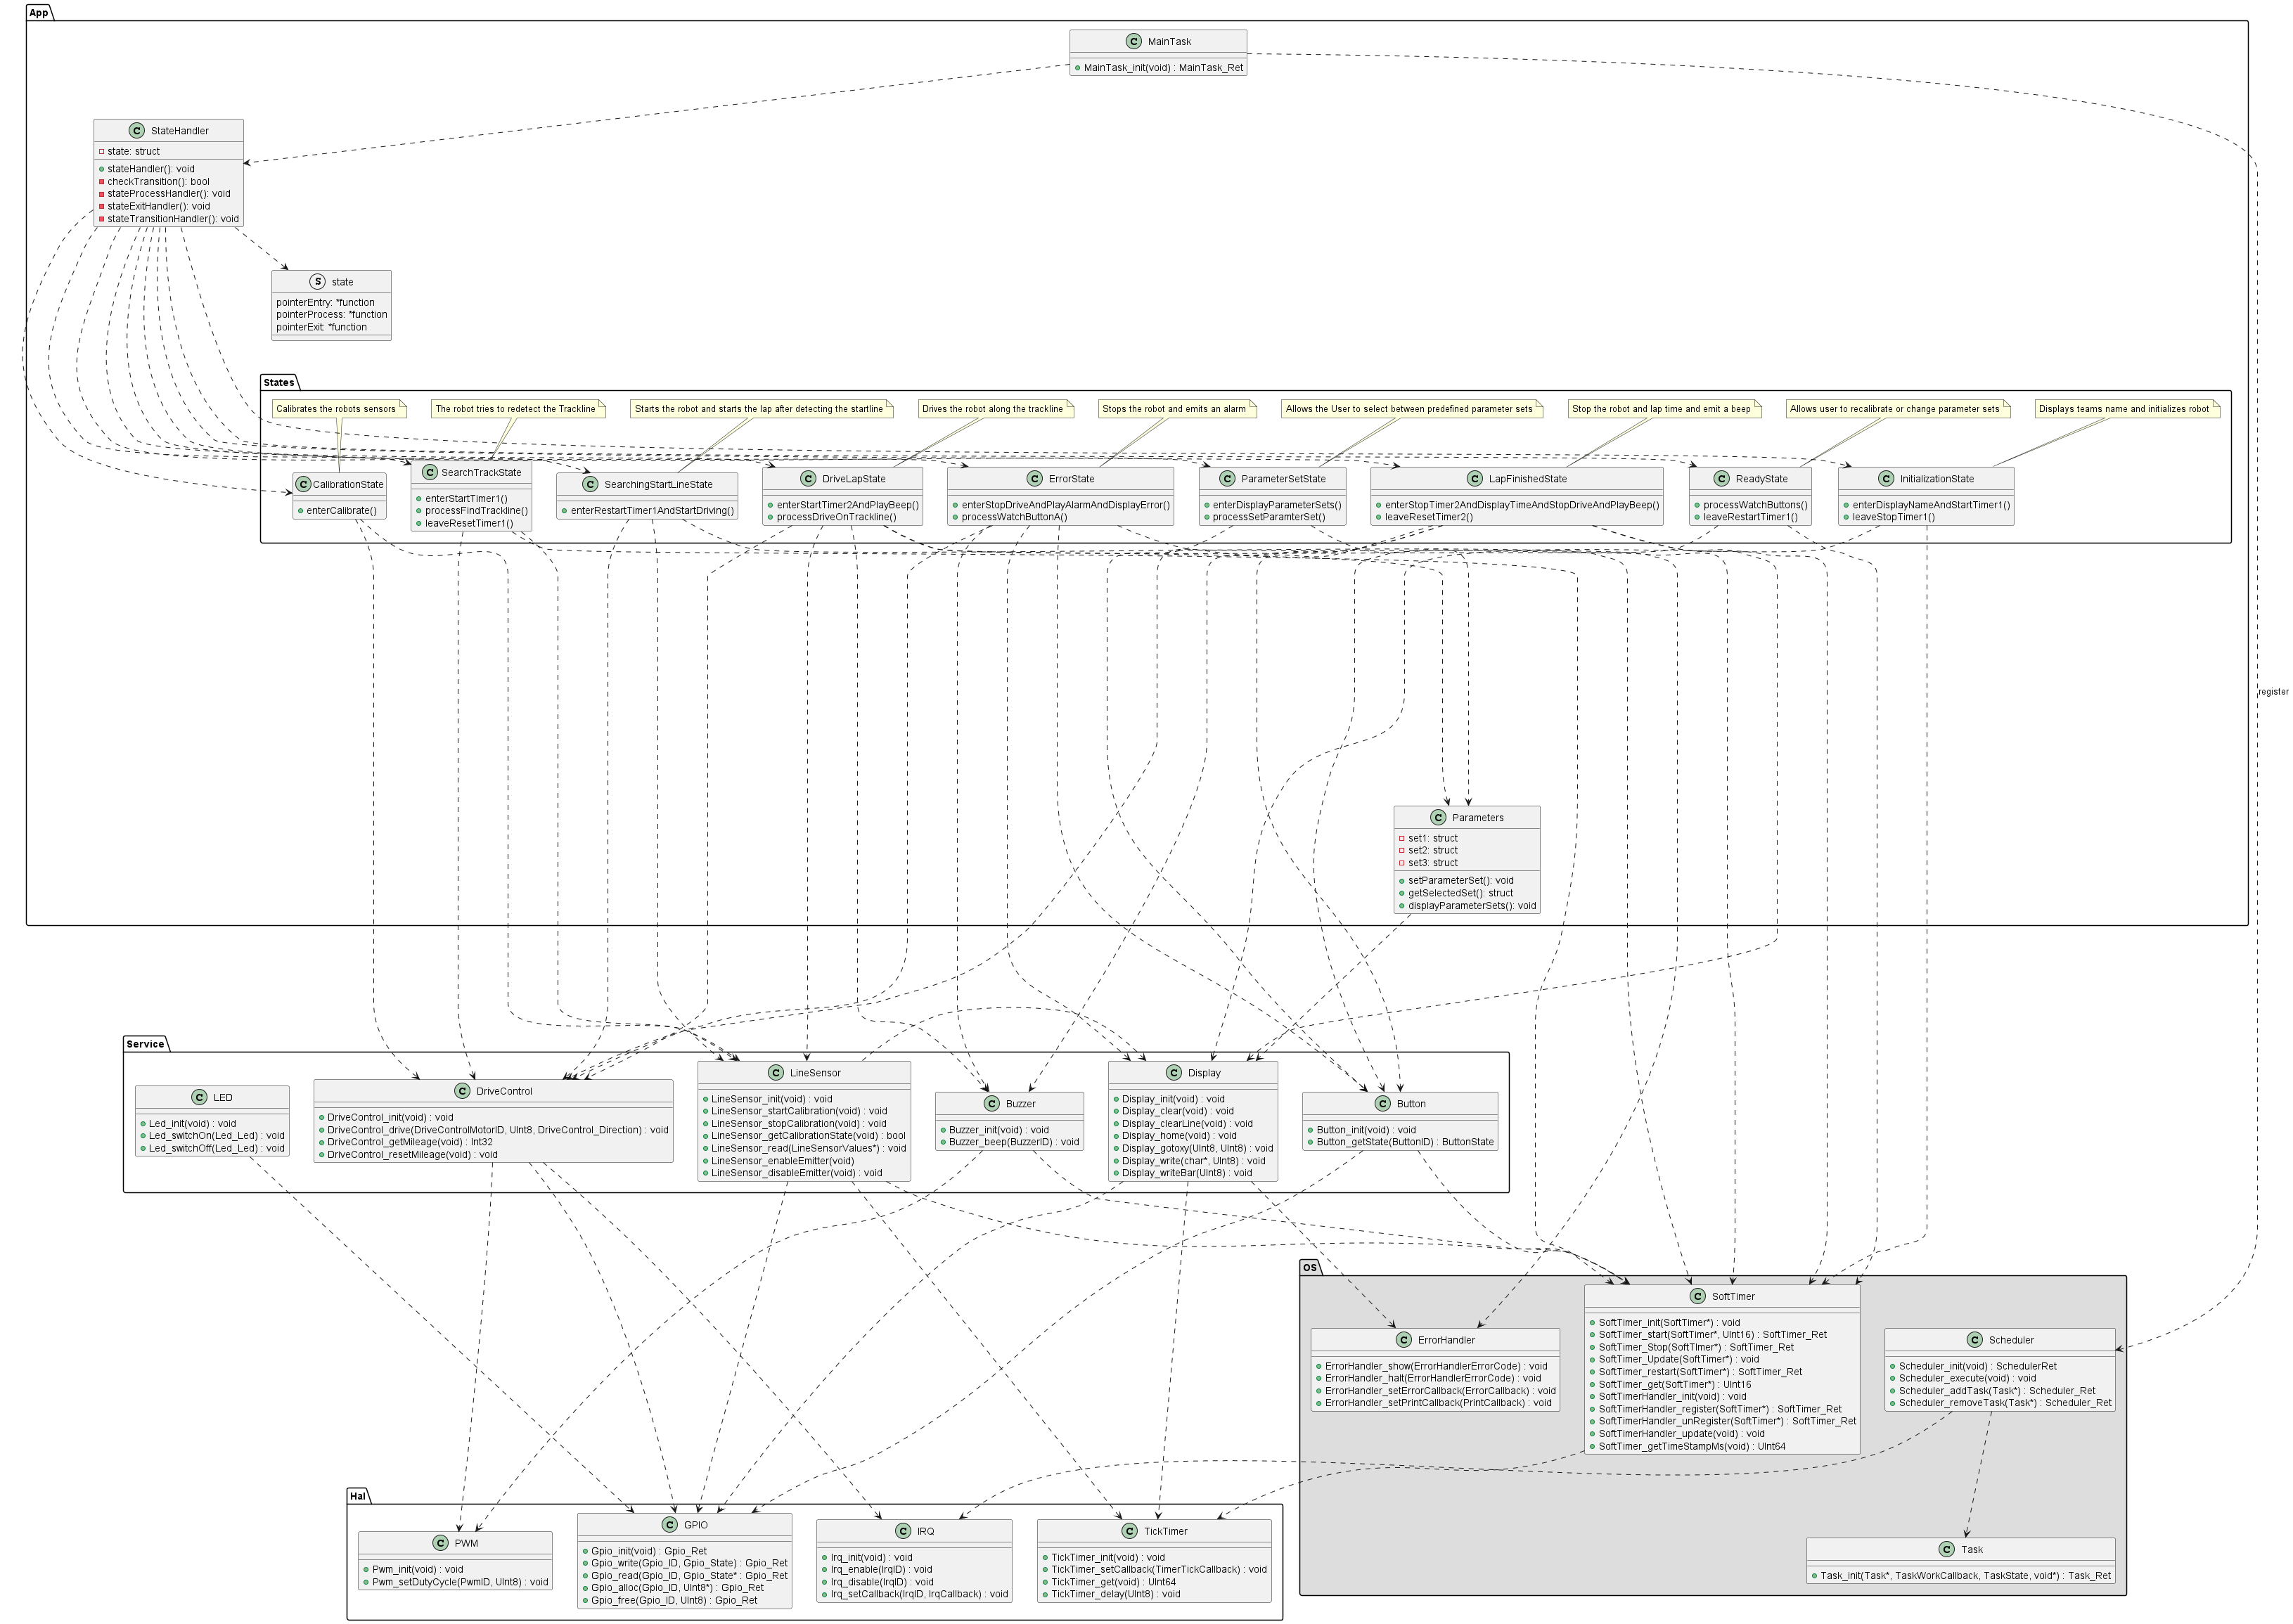 App
MainTask
MainTask_init(void) : MainTask_Ret
StateHandler
state: struct
stateHandler(): void
checkTransition(): bool
stateProcessHandler(): void
stateExitHandler(): void
stateTransitionHandler(): void
state
pointerEntry: *function
pointerProcess: *function
pointerExit: *function
States
Calibrates the robots sensors
The robot tries to redetect the Trackline
Starts the robot and starts the lap after detecting the startline
Drives the robot along the trackline
Stops the robot and emits an alarm
Allows the User to select between predefined parameter sets
Stop the robot and lap time and emit a beep
Allows user to recalibrate or change parameter sets
Displays teams name and initializes robot
CalibrationState
enterCalibrate()
SearchTrackState
enterStartTimer1()
processFindTrackline()
leaveResetTimer1()
SearchingStartLineState
enterRestartTimer1AndStartDriving()
DriveLapState
enterStartTimer2AndPlayBeep()
processDriveOnTrackline()
ErrorState
enterStopDriveAndPlayAlarmAndDisplayError()
processWatchButtonA()
ParameterSetState
enterDisplayParameterSets()
processSetParamterSet()
LapFinishedState
enterStopTimer2AndDisplayTimeAndStopDriveAndPlayBeep()
leaveResetTimer2()
ReadyState
processWatchButtons()
leaveRestartTimer1()
InitializationState
enterDisplayNameAndStartTimer1()
leaveStopTimer1()
register
Parameters
set1: struct
set2: struct
set3: struct
setParameterSet(): void
getSelectedSet(): struct
displayParameterSets(): void
Service
LED
Led_init(void) : void
Led_switchOn(Led_Led) : void
Led_switchOff(Led_Led) : void
DriveControl
DriveControl_init(void) : void
DriveControl_drive(DriveControlMotorID, UInt8, DriveControl_Direction) : void
DriveControl_getMileage(void) : Int32
DriveControl_resetMileage(void) : void
LineSensor
LineSensor_init(void) : void
LineSensor_startCalibration(void) : void
LineSensor_stopCalibration(void) : void
LineSensor_getCalibrationState(void) : bool
LineSensor_read(LineSensorValues*) : void
LineSensor_enableEmitter(void)
LineSensor_disableEmitter(void) : void
Buzzer
Buzzer_init(void) : void
Buzzer_beep(BuzzerID) : void
Display
Display_init(void) : void
Display_clear(void) : void
Display_clearLine(void) : void
Display_home(void) : void
Display_gotoxy(UInt8, UInt8) : void
Display_write(char*, UInt8) : void
Display_writeBar(UInt8) : void
Button
Button_init(void) : void
Button_getState(ButtonID) : ButtonState
OS
ErrorHandler
ErrorHandler_show(ErrorHandlerErrorCode) : void
ErrorHandler_halt(ErrorHandlerErrorCode) : void
ErrorHandler_setErrorCallback(ErrorCallback) : void
ErrorHandler_setPrintCallback(PrintCallback) : void
SoftTimer
SoftTimer_init(SoftTimer*) : void
SoftTimer_start(SoftTimer*, UInt16) : SoftTimer_Ret
SoftTimer_Stop(SoftTImer*) : SoftTimer_Ret
SoftTimer_Update(SoftTimer*) : void
SoftTimer_restart(SoftTimer*) : SoftTimer_Ret
SoftTimer_get(SoftTimer*) : UInt16
SoftTimerHandler_init(void) : void
SoftTimerHandler_register(SoftTimer*) : SoftTimer_Ret
SoftTimerHandler_unRegister(SoftTimer*) : SoftTimer_Ret
SoftTimerHandler_update(void) : void
SoftTimer_getTimeStampMs(void) : UInt64
Scheduler
Scheduler_init(void) : SchedulerRet
Scheduler_execute(void) : void
Scheduler_addTask(Task*) : Scheduler_Ret
Scheduler_removeTask(Task*) : Scheduler_Ret
Task
Task_init(Task*, TaskWorkCallback, TaskState, void*) : Task_Ret
Hal
PWM
Pwm_init(void) : void
Pwm_setDutyCycle(PwmID, UInt8) : void
GPIO
Gpio_init(void) : Gpio_Ret
Gpio_write(Gpio_ID, Gpio_State) : Gpio_Ret
Gpio_read(Gpio_ID, Gpio_State* : Gpio_Ret
Gpio_alloc(Gpio_ID, UInt8*) : Gpio_Ret
Gpio_free(Gpio_ID, UInt8) : Gpio_Ret
IRQ
Irq_init(void) : void
Irq_enable(IrqID) : void
Irq_disable(IrqID) : void
Irq_setCallback(IrqID, IrqCallback) : void
TickTimer
TickTimer_init(void) : void
TickTimer_setCallback(TimerTickCallback) : void
TickTimer_get(void) : UInt64
TickTimer_delay(UInt8) : void